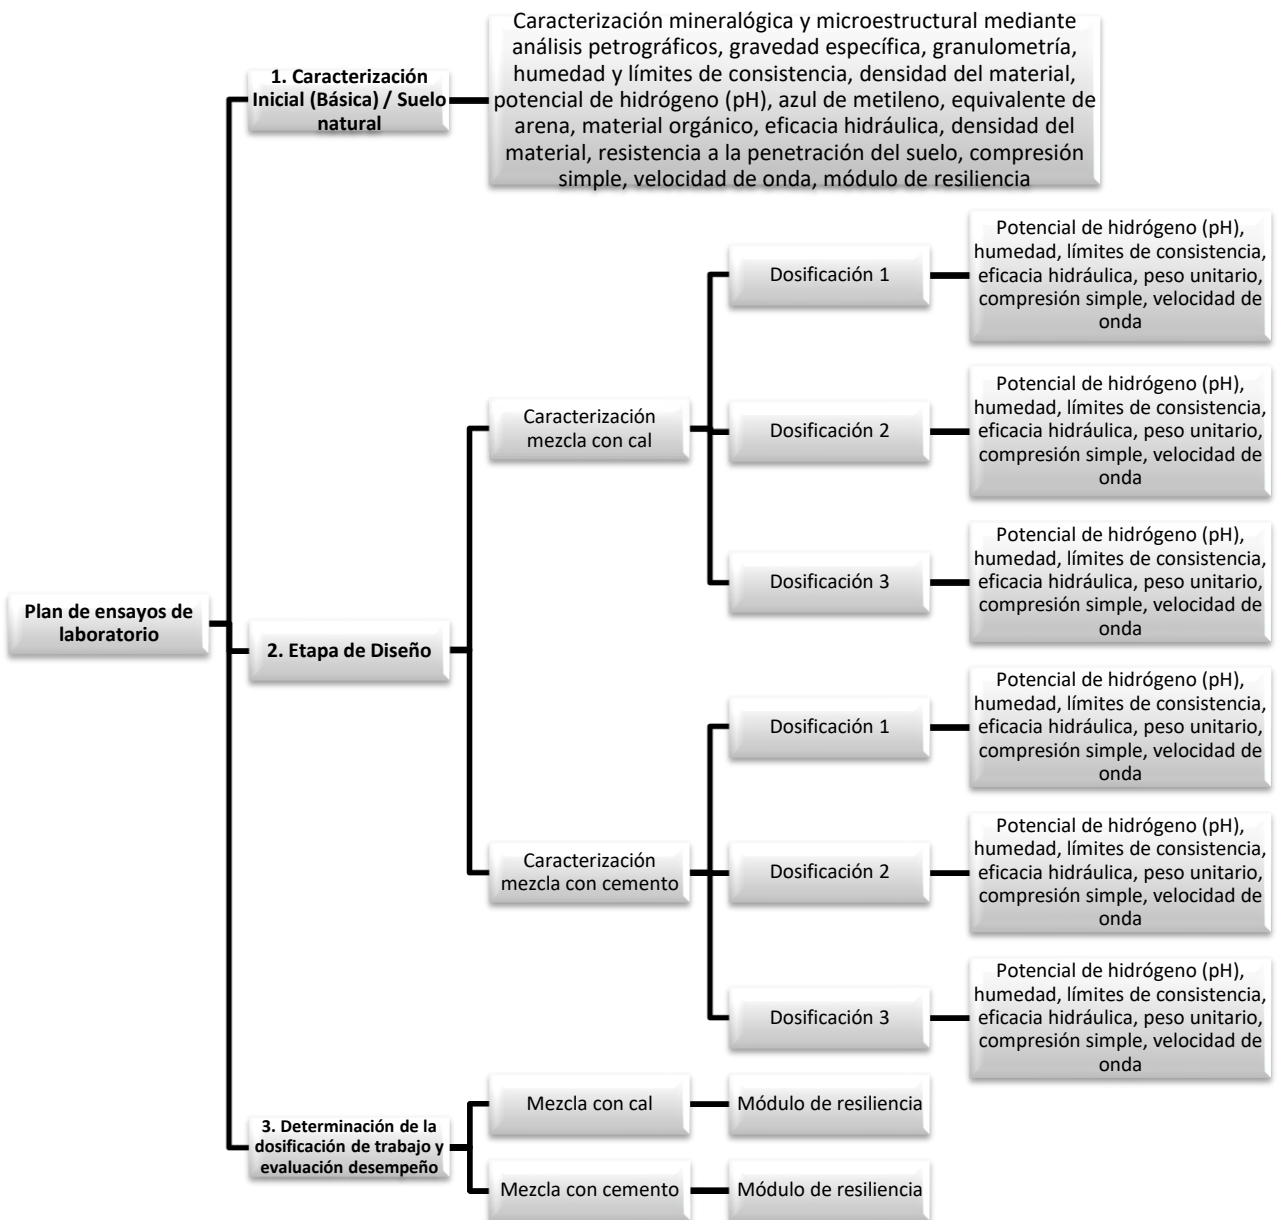 Plan de ensayos de
laboratorio
1. Caracterización
Inicial (Básica) / Suelo
natural
Caracterización mineralógica y microestructural mediante
análisis petrográficos, gravedad específica, granulometría,
humedad y límites de consistencia, densidad del material,
potencial de hidrógeno (pH), azul de metileno, equivalente de
arena, material orgánico, eficacia hidráulica, densidad del
material, resistencia a la penetración del suelo, compresión
simple, velocidad de onda, módulo de resiliencia
2. Etapa de Diseño
Caracterización
mezcla con cal
Dosificación 1
Potencial de hidrógeno (pH),
humedad, límites de consistencia,
eficacia hidráulica, peso unitario,
compresión simple, velocidad de
onda
Dosificación 2
Potencial de hidrógeno (pH),
humedad, límites de consistencia,
eficacia hidráulica, peso unitario,
compresión simple, velocidad de
onda
Dosificación 3
Potencial de hidrógeno (pH),
humedad, límites de consistencia,
eficacia hidráulica, peso unitario,
compresión simple, velocidad de
onda
Caracterización
mezcla con cemento
Dosificación 1
Potencial de hidrógeno (pH),
humedad, límites de consistencia,
eficacia hidráulica, peso unitario,
compresión simple, velocidad de
onda
Dosificación 2
Potencial de hidrógeno (pH),
humedad, límites de consistencia,
eficacia hidráulica, peso unitario,
compresión simple, velocidad de
onda
Dosificación 3
Potencial de hidrógeno (pH),
humedad, límites de consistencia,
eficacia hidráulica, peso unitario,
compresión simple, velocidad de
onda
3. Determinación de la
dosificación de trabajo y
evaluación desempeño
Mezcla con cal
Módulo de resiliencia
Mezcla con cemento
Módulo de resiliencia